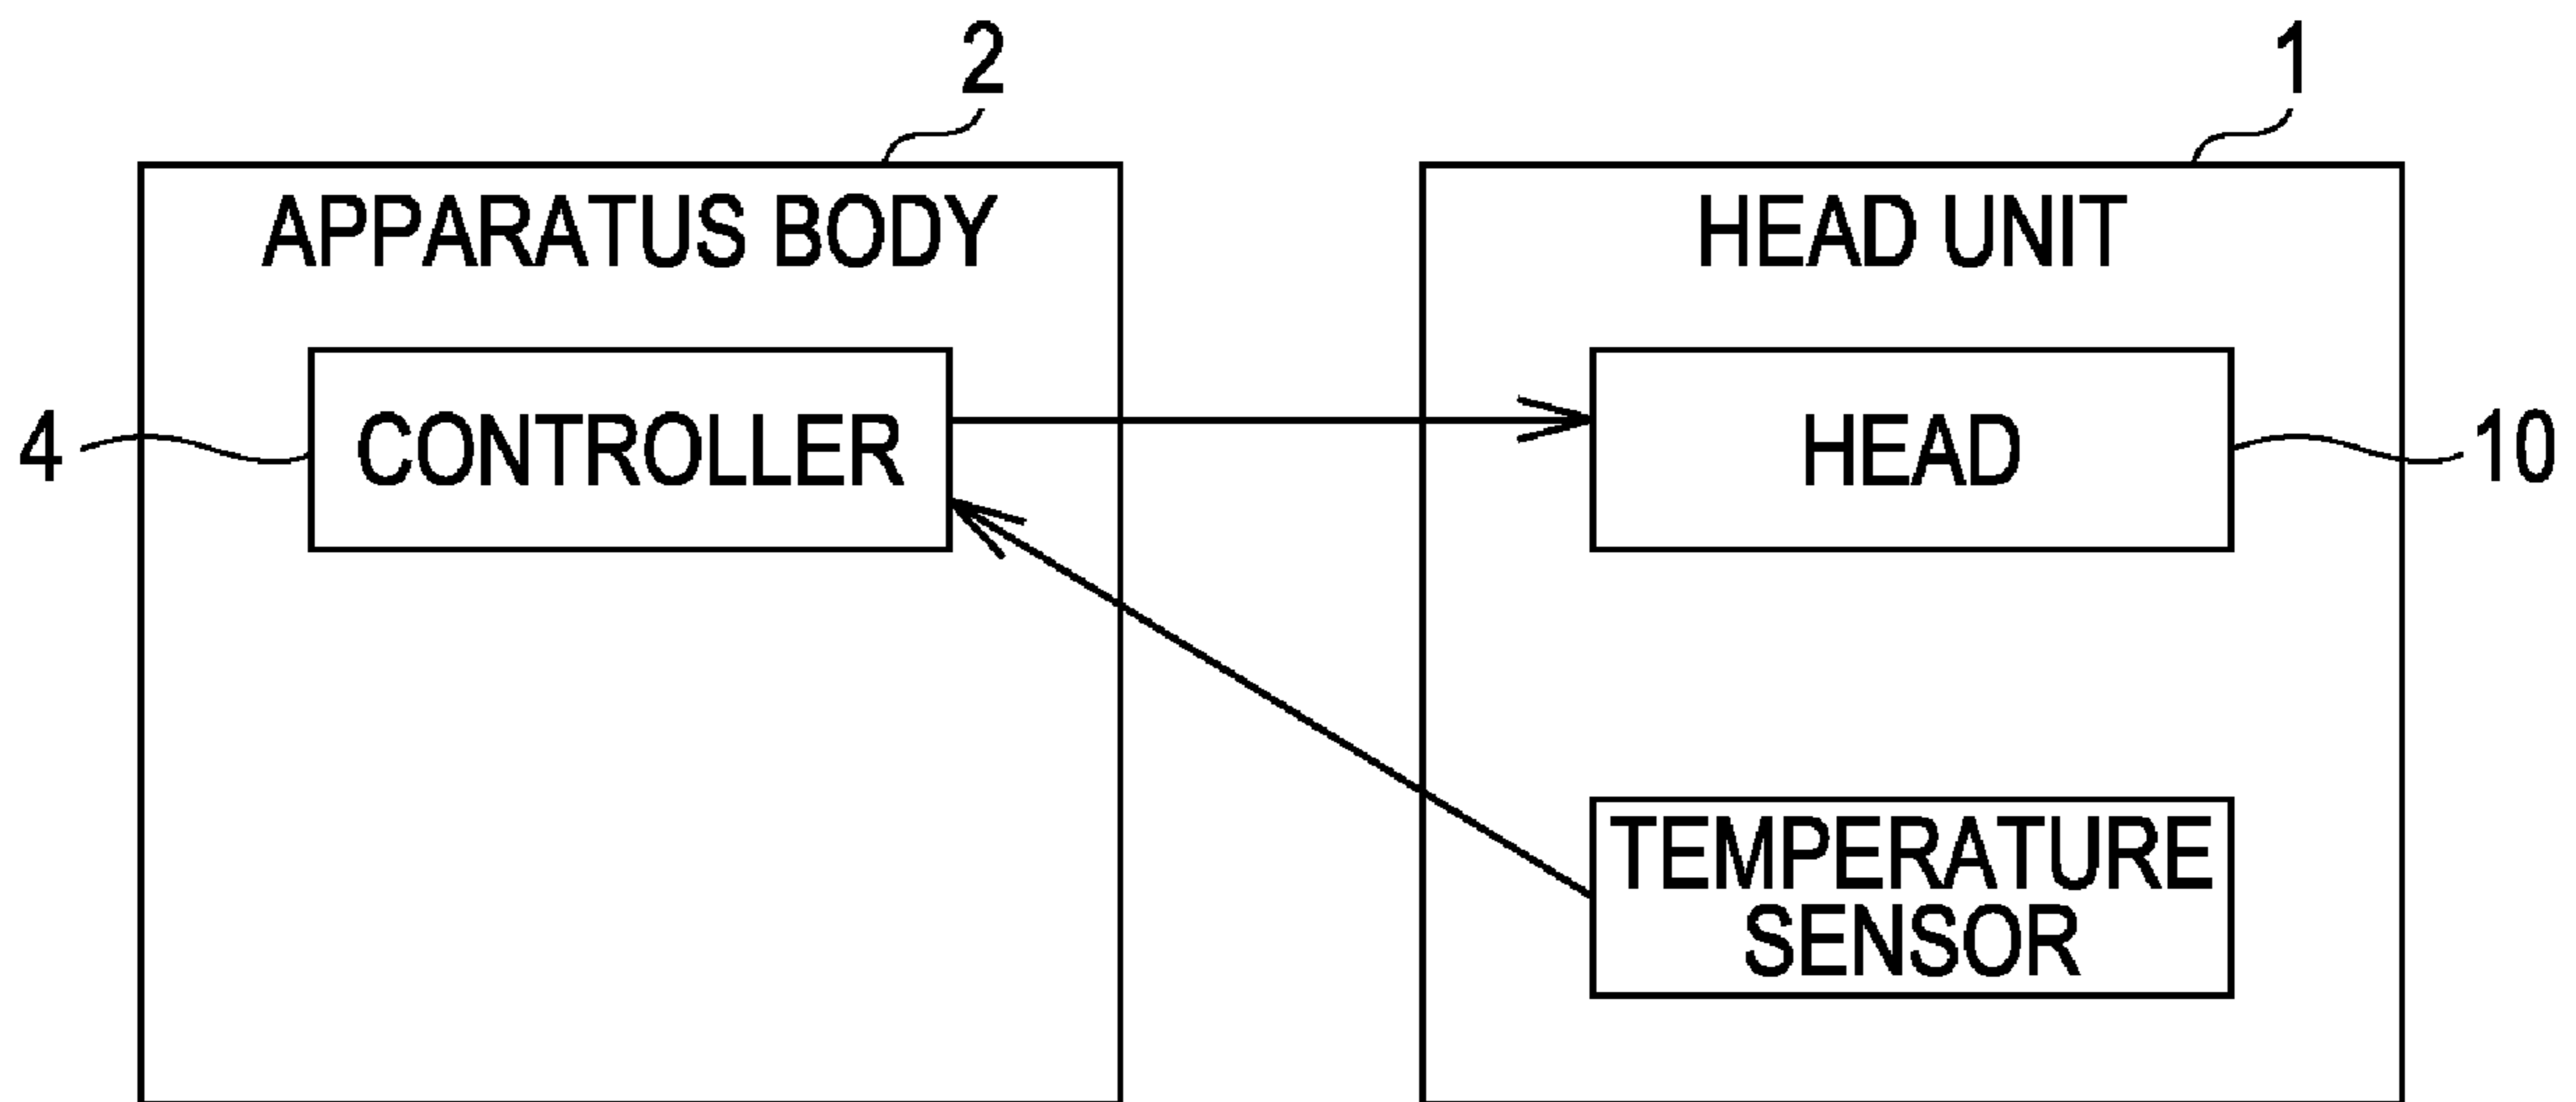 2
1
APPARATUS BODY
HEAD UNIT
4
CONTROLLER
HEAD
10
TEMPERATURE
SENSOR